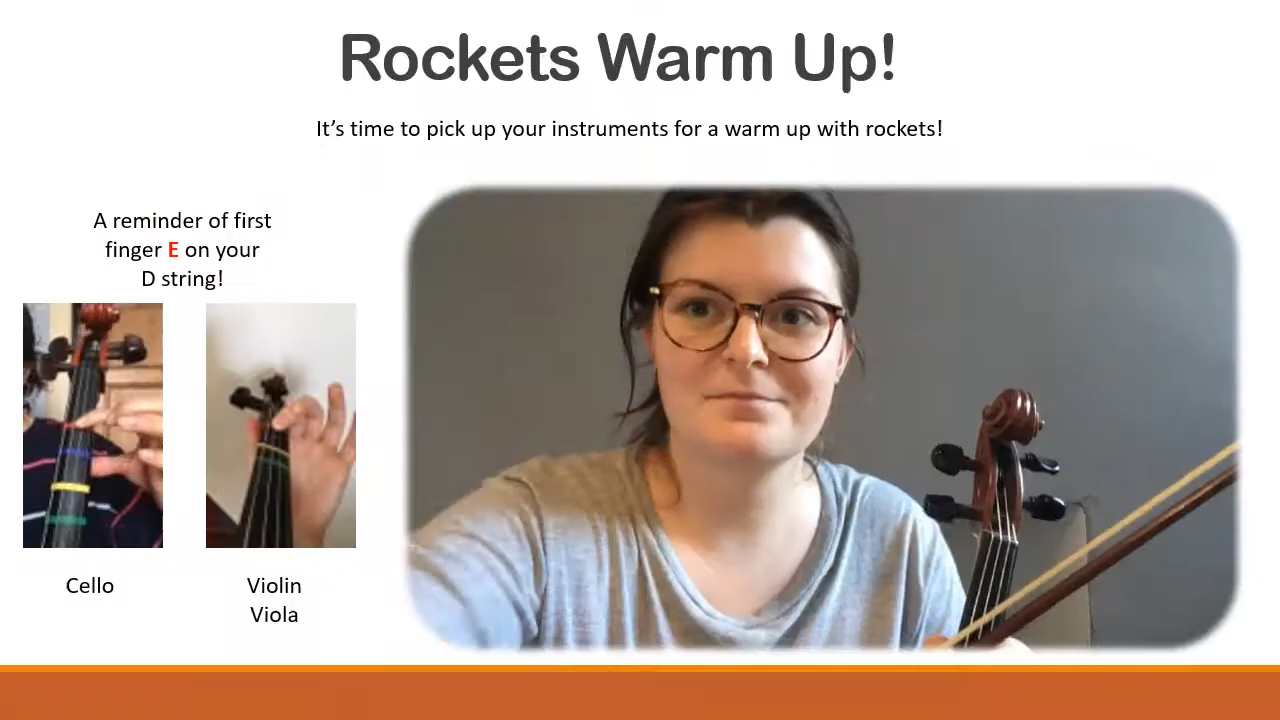 Rockets Warm Up!
It’s time to pick up your instruments for a warm up with rockets!
A reminder of first
finger E on your
D string!
Cello
Violin
Viola